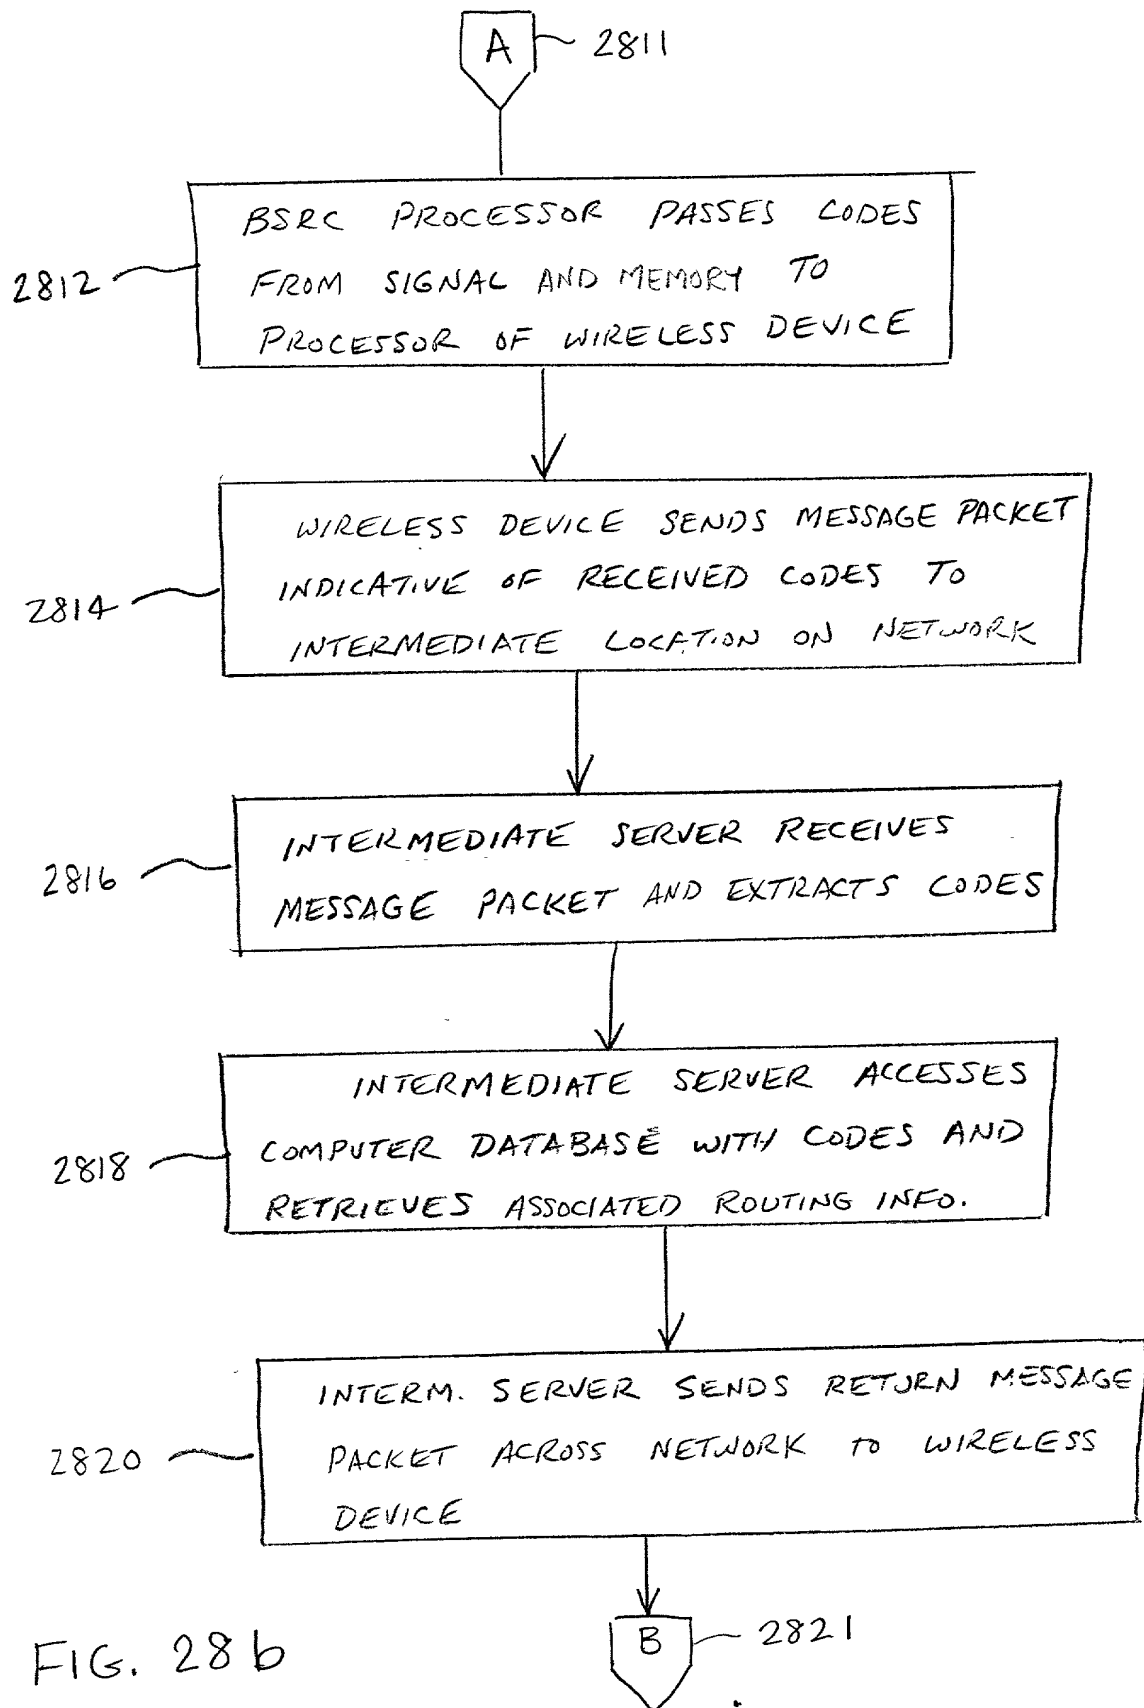 A 2811
BSRC PROCESSOR PASSES CODES
2812 FROM SIGNAL AND MEMORY TO
PROCESSOR OF WIRELESS DEVICE
WIRELESS DEVICE SENDS MESSAGE PACKET
2814 INDICATIVE OF RECEIVED CODES TO
INTERMEDIATE LOCATION ON NETWORK
INTERMEDIATE SERVER RECEIVES
2816 MESSAGE PACKET AND EXTRACTS CODES
INTERMEDIATE SERVER ACCESSES
2818 COMPUTER DATABASE WITH CODES AND
RETRIEVES ASSOCIATED ROUTING INFO.
INTERM. SERVER SENDS RETURN MESSAGE
2820 PACKET ACROSS NETWORK TO WIRELESS
DEVICE
B 2821
FIG. 28b